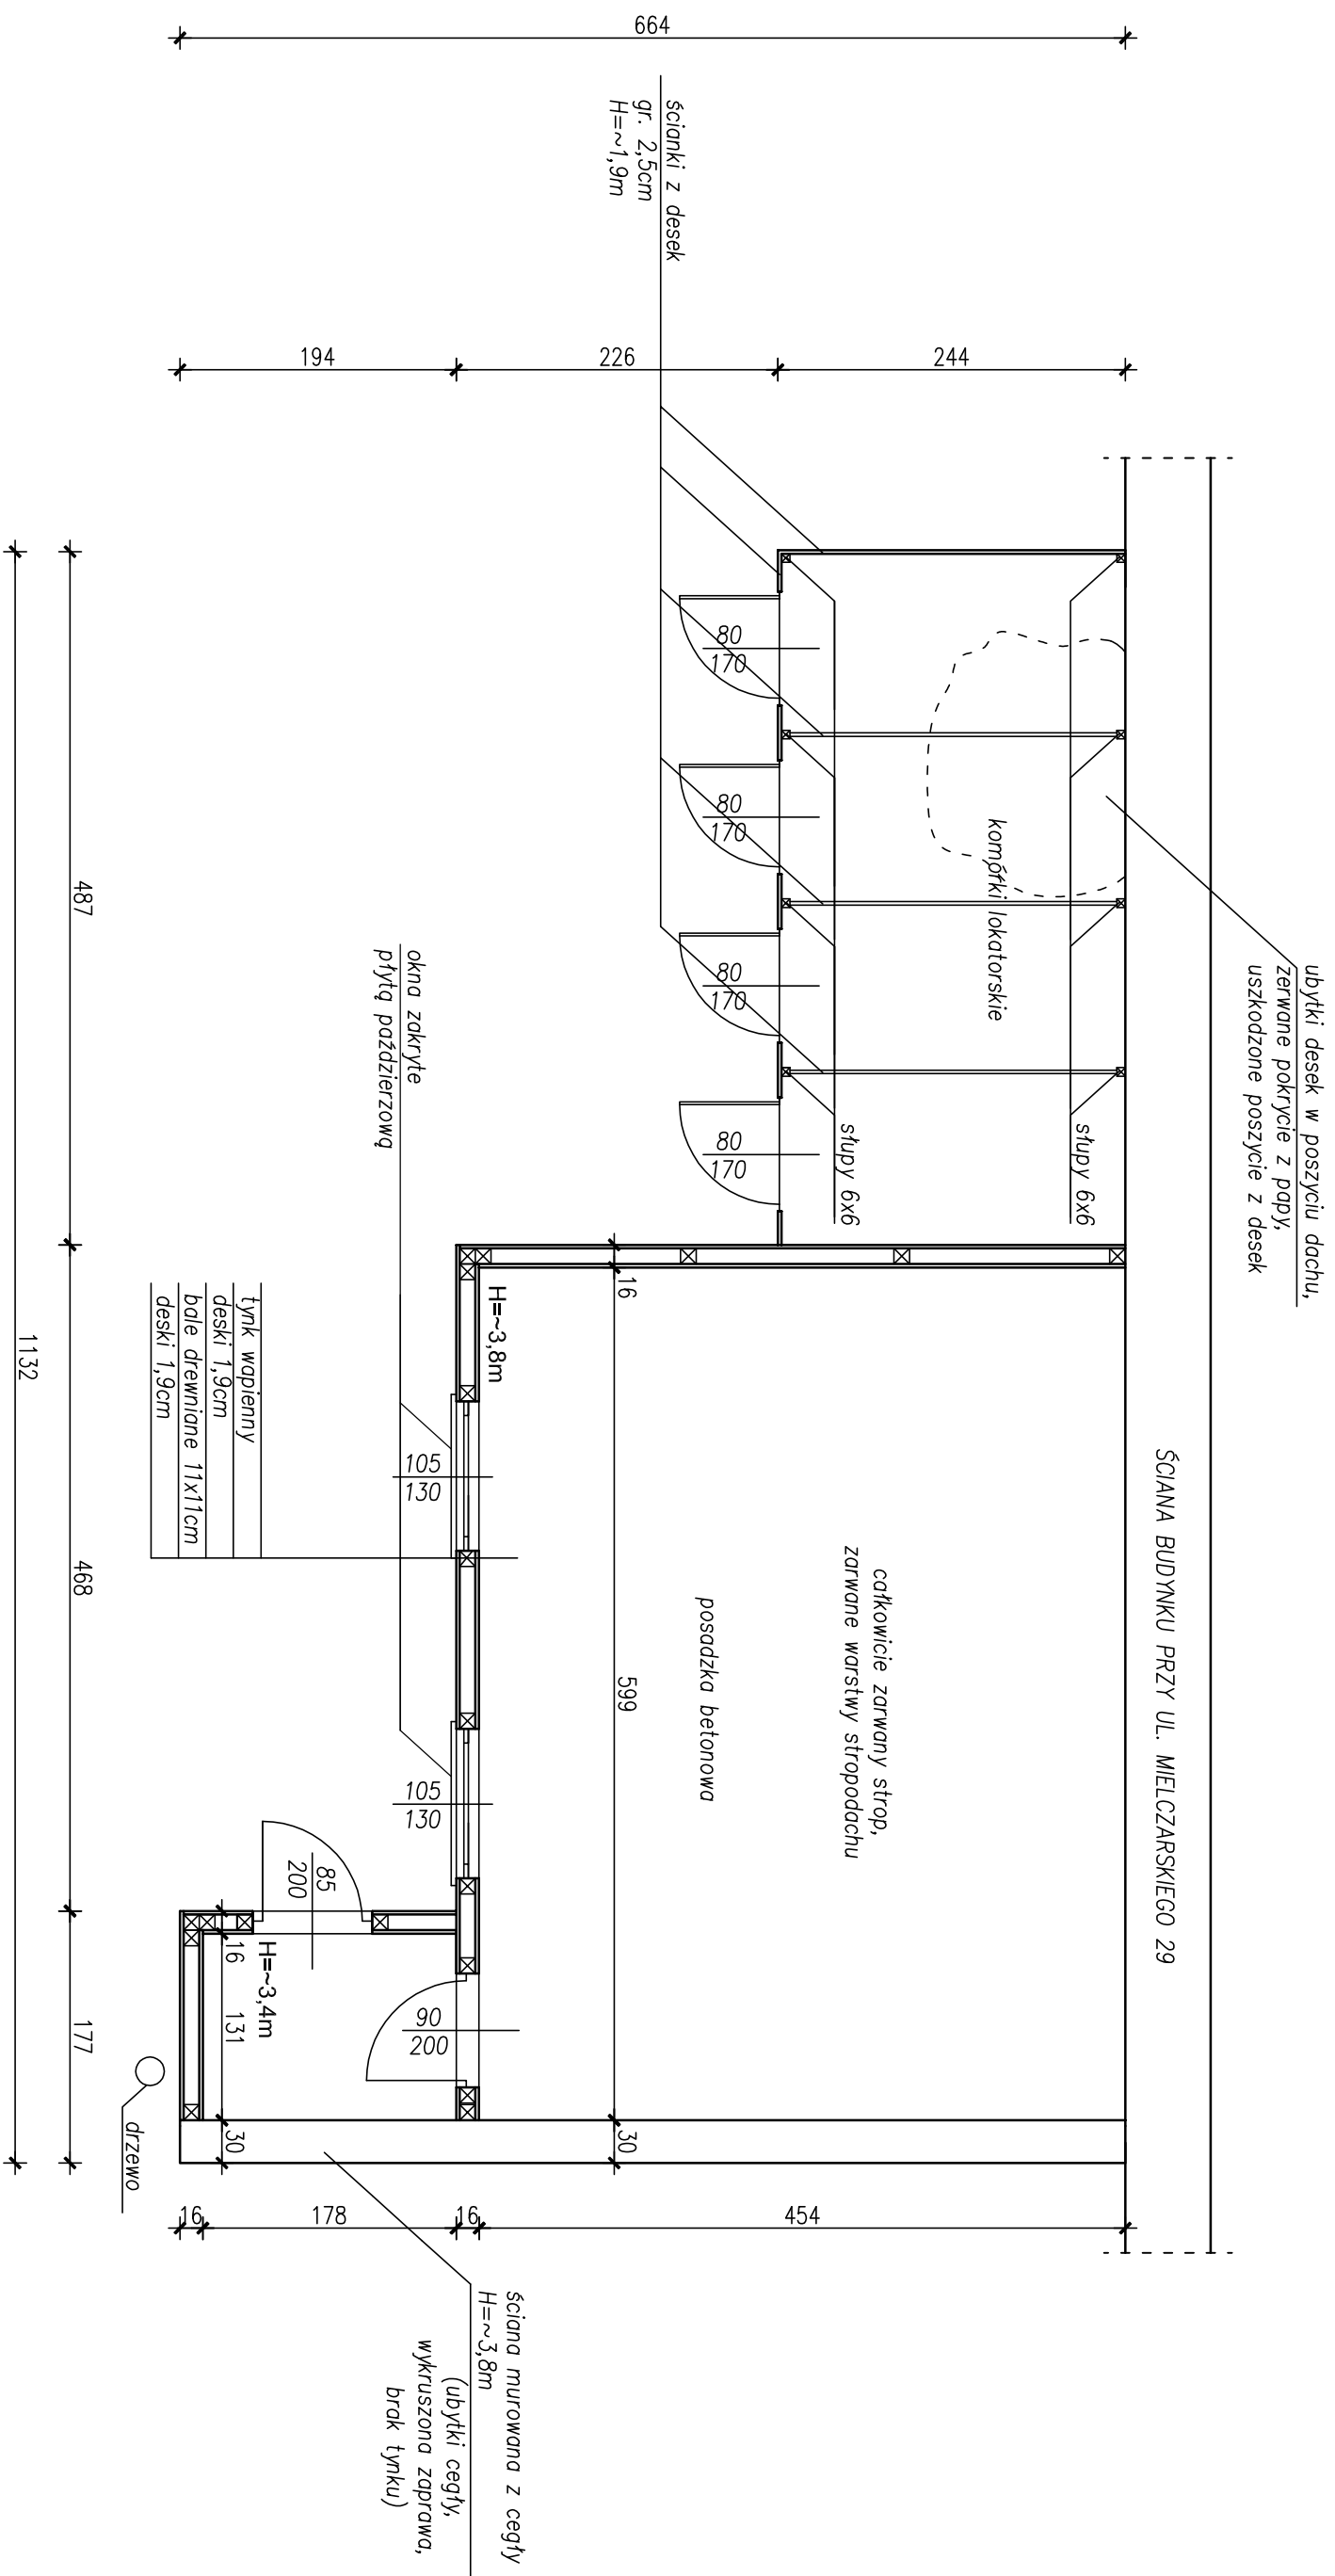 ubytki desek w poszyciu dachu,
zerwane pokrycie z papy,
uszkodzone poszycie z desek
ŚCIANA BUDYNKU PRZY UL. MIELCZARSKIEGO 29
664
ścianki z desek
gr. 2,5cm
H=~1,9m
244
226
194
słupy 6x6
komórki lokatorskie
słupy 6x6
80
170
80
170
80
170
80
170
całkowicie zarwany strop,
zarwane warstwy stropodachu
posadzka betonowa
16
599
30
H=~3,8m
105
130
105
130
90
200
85
200
okna zakryte
płytą paździerzową
tynk wapienny
deski 1,9cm
bale drewniane 11x11cm
deski 1,9cm
H=~3,4m
16
131
30
454
16
178
16
ściana murowana z cegły
H=~3,8m
(ubytki cegły,
wykruszona zaprawa,
brak tynku)
drzewo
487
468
177
1132